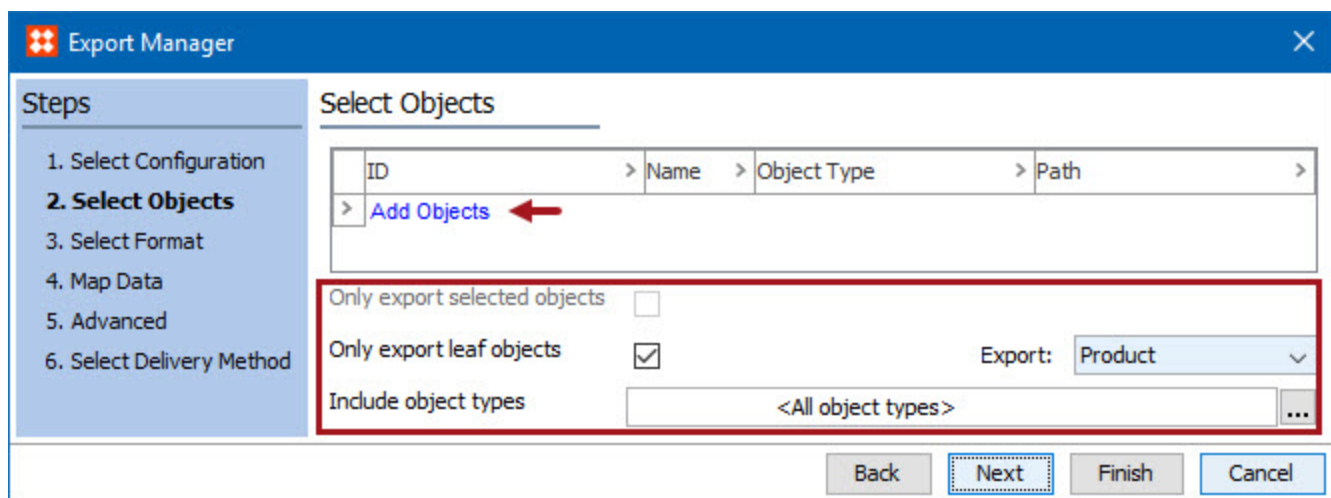 Export Manager
Steps
1. Select Configuration
2. Select Objects
3. Select Format
4. Map Data
5. Advanced
6. Select Delivery Method
Select Objects
ID > Name > Object Type > Path >
> Add Objects
Only export selected objects
Only export leaf objects Export: Product
Include object types <All object types> ...
Back Next Finish Cancel